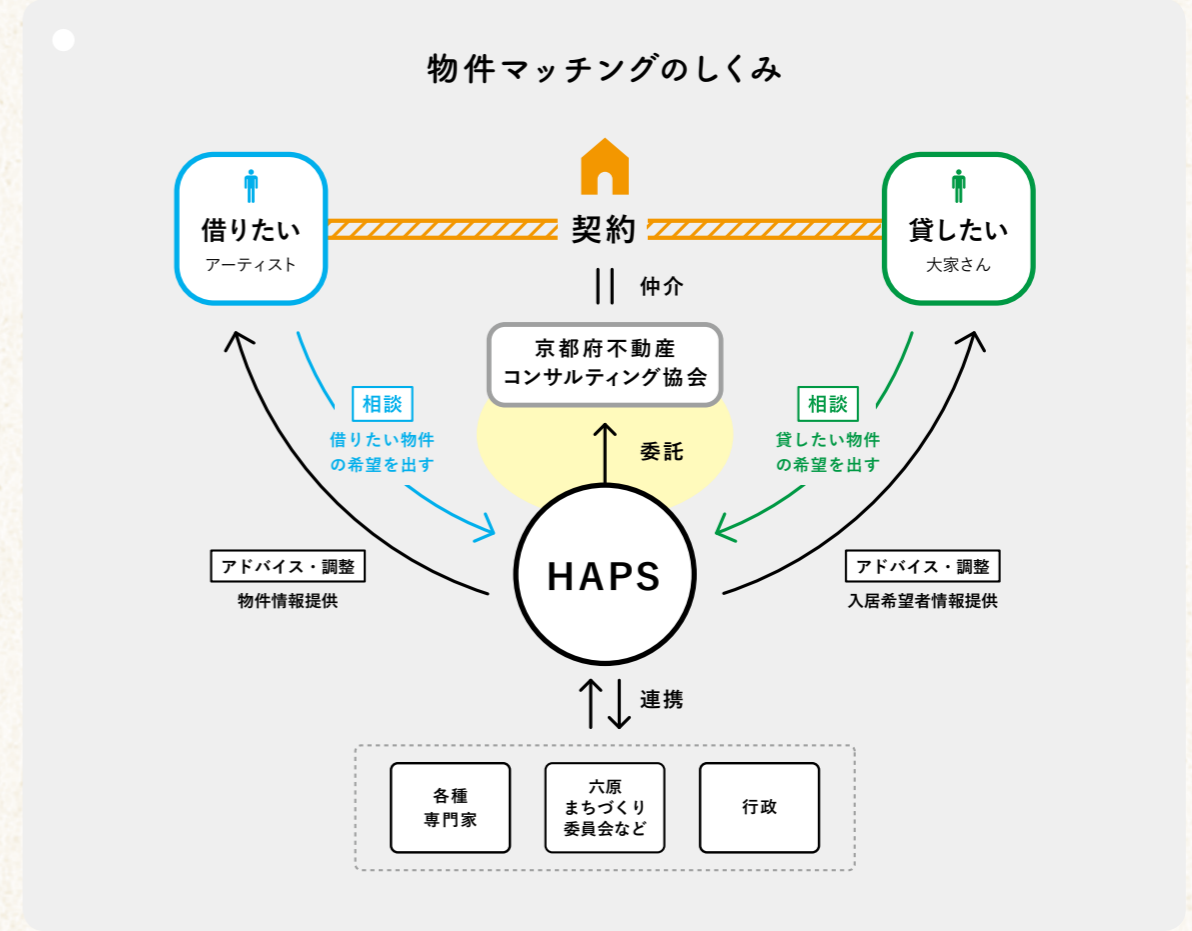 物件マッチングのしくみ
借りたい
アーティスト
契約
貸したい
大家さん
仲介
京都府不動産
コンサルティング協会
相談
借りたい物件
の希望を出す
相談
貸したい物件
の希望を出す
委託
アドバイス・調整
物件情報提供
HAPS
アドバイス・調整
入居希望者情報提供
連携
各種
専門家
六原
まちづくり
委員会など
行政